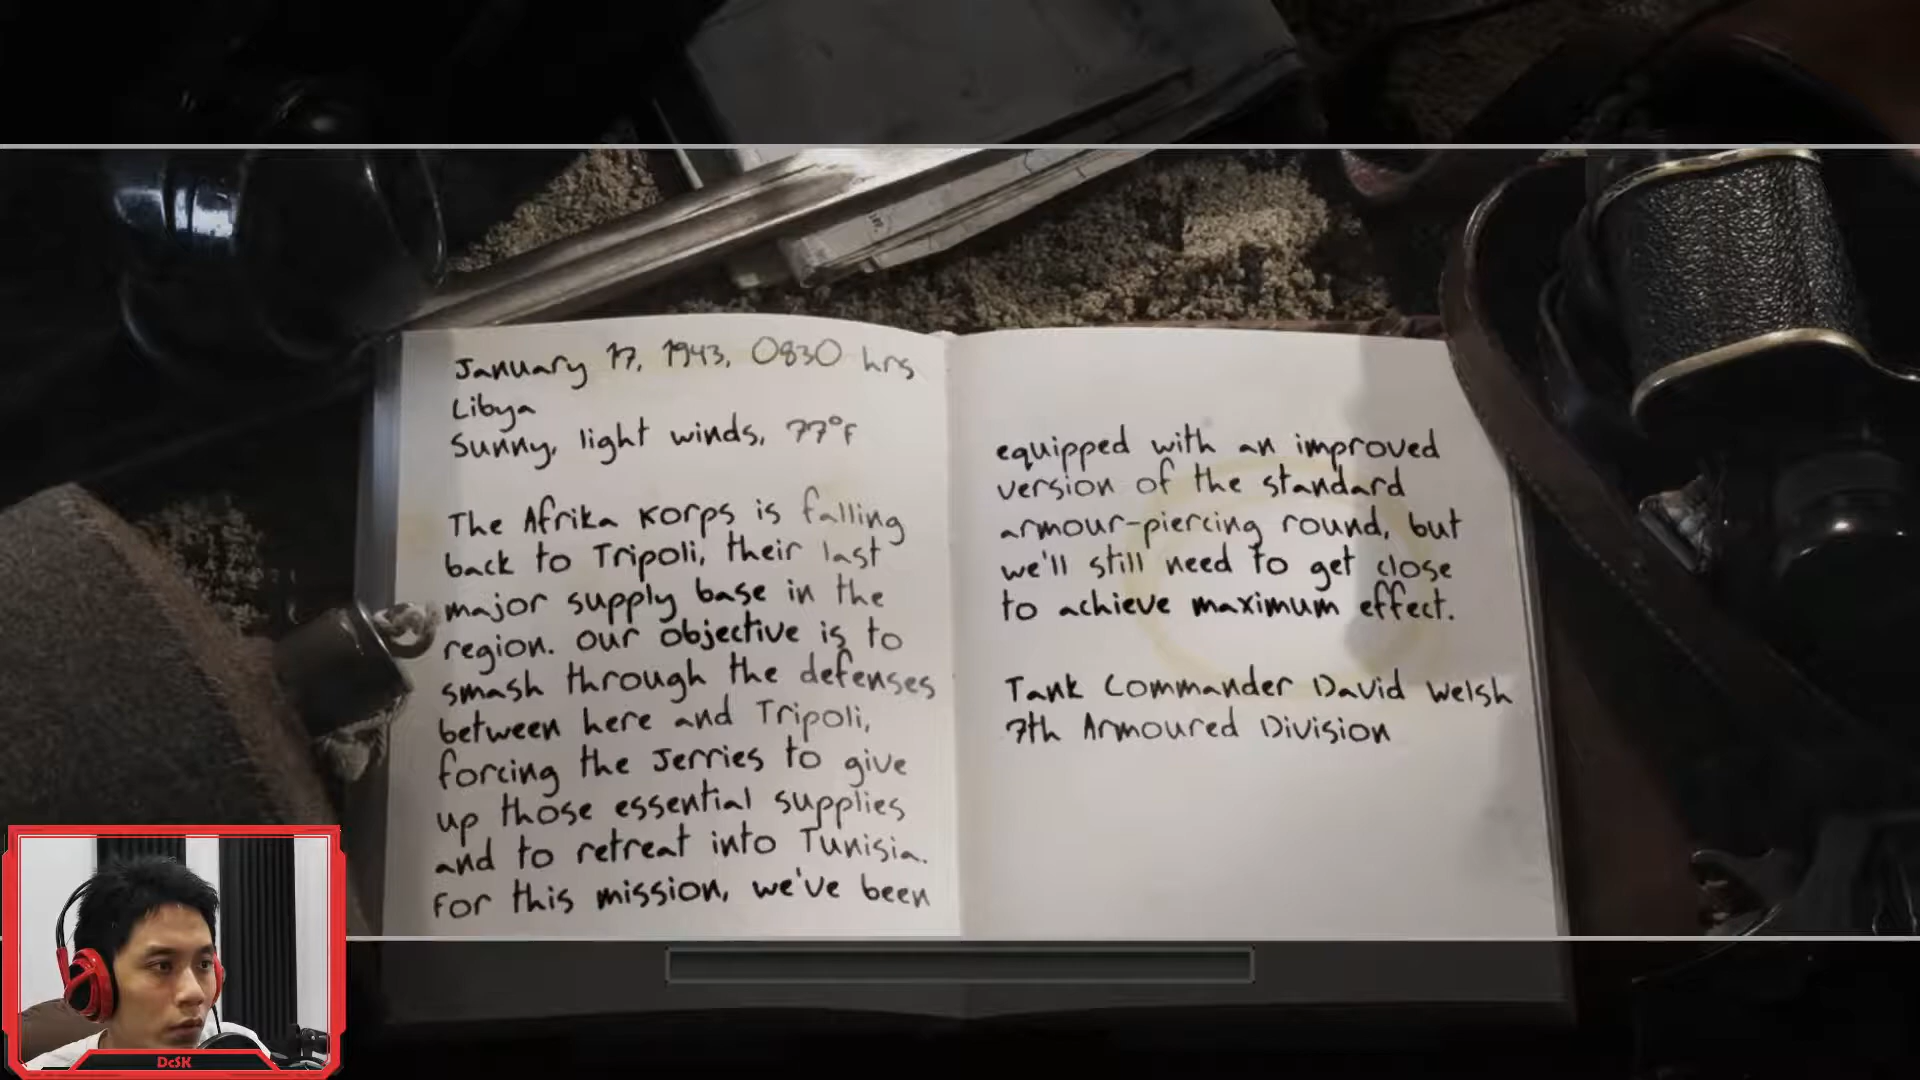 January 17, 1943, 0830 hrs
Libya
Sunny, light winds, 77°F
The Afrika Korps is falling
back to Tripoli, their last
major supply base in the
region. Our objective is to
smash through the defenses
between here and Tripoli,
forcing the Jerries to give
up those essential supplies
and to retreat into Tunisia.
For this mission, we've been
equipped with an improved
version of the standard
armour-piercing round, but
we'll still need to get close
to achieve maximum effect.
Tank Commander David Welsh
7th Armoured Division
DcSK